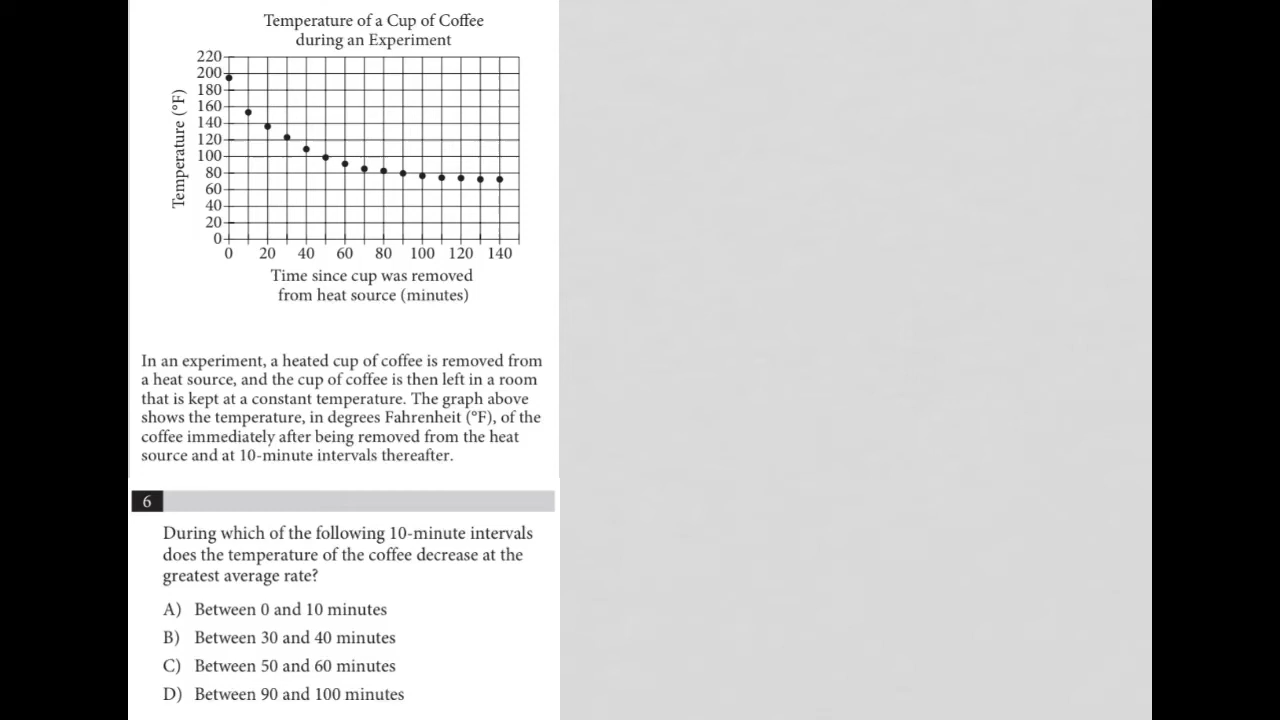 Temperature of a Cup of Coffee
during an Experiment
220
200
180
160
140
120
100
80
60
40
20
0
Temperature (°F)
0 20 40 60 80 100 120 140
Time since cup was removed
from heat source (minutes)
In an experiment, a heated cup of coffee is removed from
a heat source, and the cup of coffee is then left in a room
that is kept at a constant temperature. The graph above
shows the temperature, in degrees Fahrenheit (°F), of the
coffee immediately after being removed from the heat
source and at 10-minute intervals thereafter.
6
During which of the following 10-minute intervals
does the temperature of the coffee decrease at the
greatest average rate?
A) Between 0 and 10 minutes
B) Between 30 and 40 minutes
C) Between 50 and 60 minutes
D) Between 90 and 100 minutes